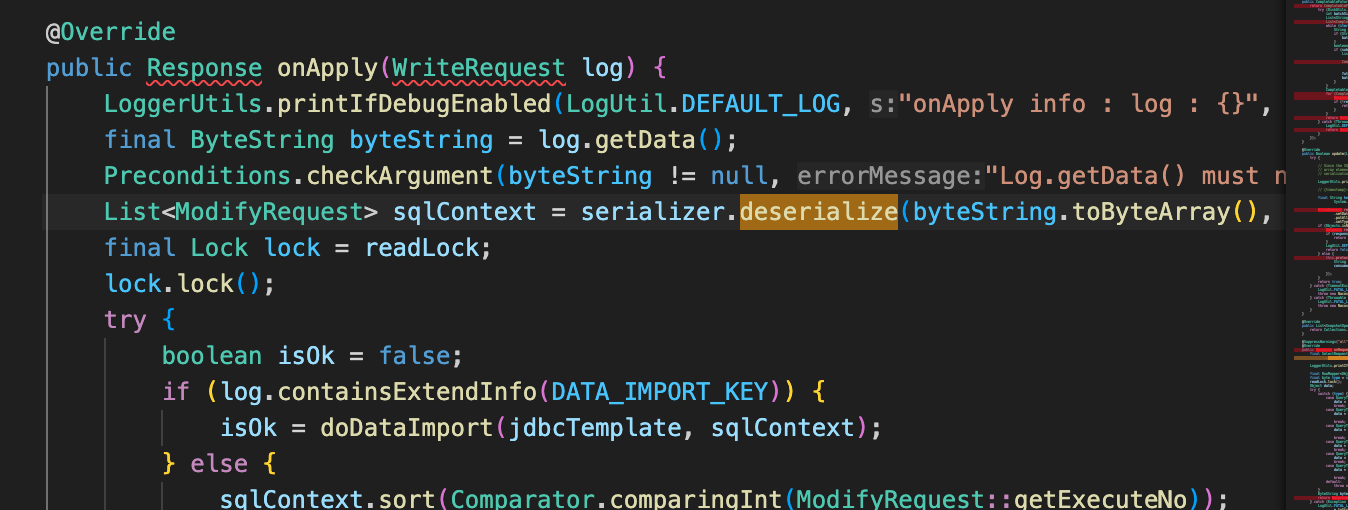 @Override
public Response onApply(WriteRequest log) {
LoggerUtils.printIfDebugEnabled(LogUtil.DEFAULT_LOG, s:"onApply info : log : {}",
final ByteString byteString = log.getData();
Preconditions.checkArgument(byteString != null, errorMessage:"Log.getData() must n
List<ModifyRequest> sqlContext = serializer.deserialize(byteString.toByteArray(),
final Lock lock = readLock;
lock.lock();
try {
boolean isOk = false;
if (log.containsExtendInfo(DATA_IMPORT_KEY)) {
isOk = doDataImport(jdbcTemplate, sqlContext);
} else {
sqlContext.sort(Comparator.comparingInt(ModifyRequest::getExecuteNo));